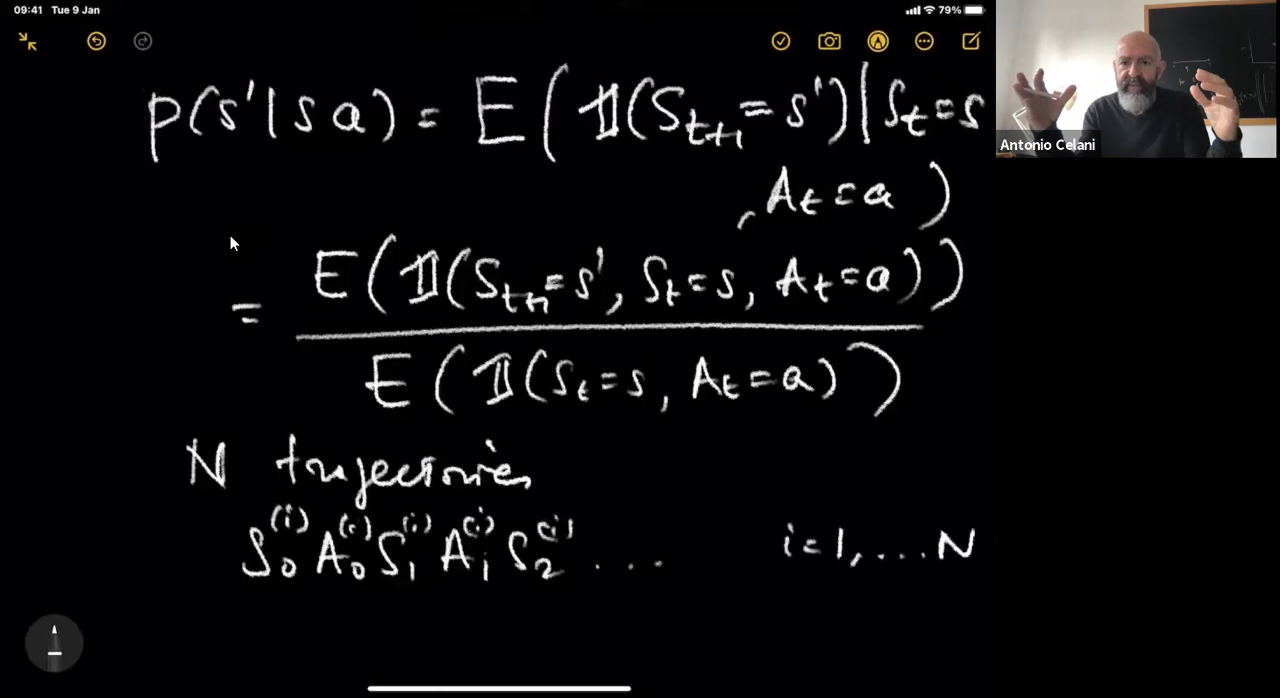 09:41 Tue 9 Jan
79%
p(s'|s a) = E(𝟙(S_{t+1}=s')|S_t=s
, A_t=a)
= E(𝟙(S_{t+1}=s', S_t=s, A_t=a))
E(𝟙(S_t=s, A_t=a))
N trajectories
S_0^{(i)} A_0^{(i)} S_1^{(i)} A_1^{(i)} S_2^{(i)} ....
i=1,...N
Antonio Celani